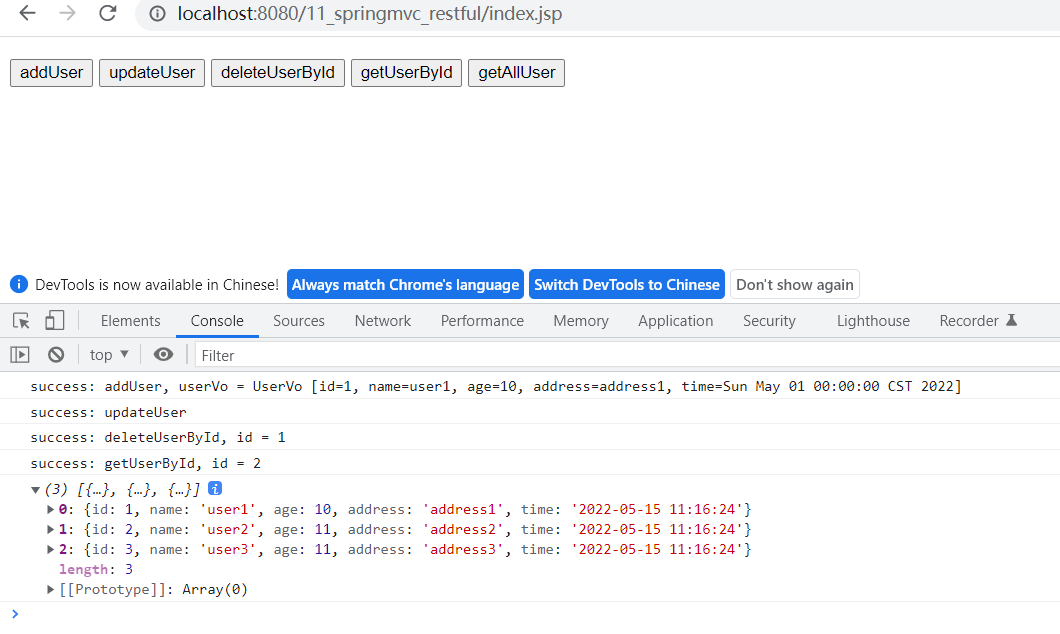 localhost:8080/11_springmvc_restful/index.jsp
addUser updateUser deleteUserById getUserById getAllUser
DevTools is now available in Chinese! Always match Chrome's language Switch DevTools to Chinese Don't show again
Elements Console Sources Network Performance Memory Application Security Lighthouse Recorder
top Filter
success: addUser, userVo = UserVo [id=1, name=user1, age=10, address=address1, time=Sun May 01 00:00:00 CST 2022]
success: updateUser
success: deleteUserById, id = 1
success: getUserById, id = 2
(3) [{…}, {…}, {…}]
0: {id: 1, name: 'user1', age: 10, address: 'address1', time: '2022-05-15 11:16:24'}
1: {id: 2, name: 'user2', age: 11, address: 'address2', time: '2022-05-15 11:16:24'}
2: {id: 3, name: 'user3', age: 11, address: 'address3', time: '2022-05-15 11:16:24'}
length: 3
[[Prototype]]: Array(0)